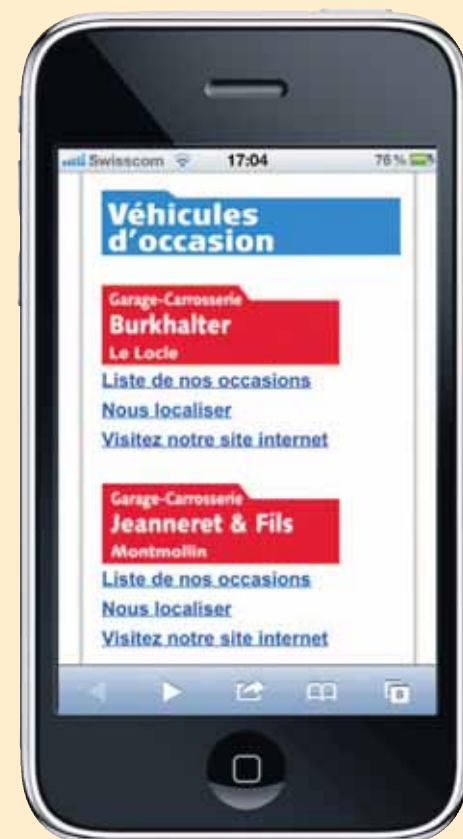 Swisscom 17:04 76 %
Véhicules
d'occasion
Garage-Carrosserie
Burkhalter
Le Locle
Liste de nos occasions
Nous localiser
Visitez notre site internet
Garage-Carrosserie
Jeanneret & Fils
Montmollin
Liste de nos occasions
Nous localiser
Visitez notre site internet